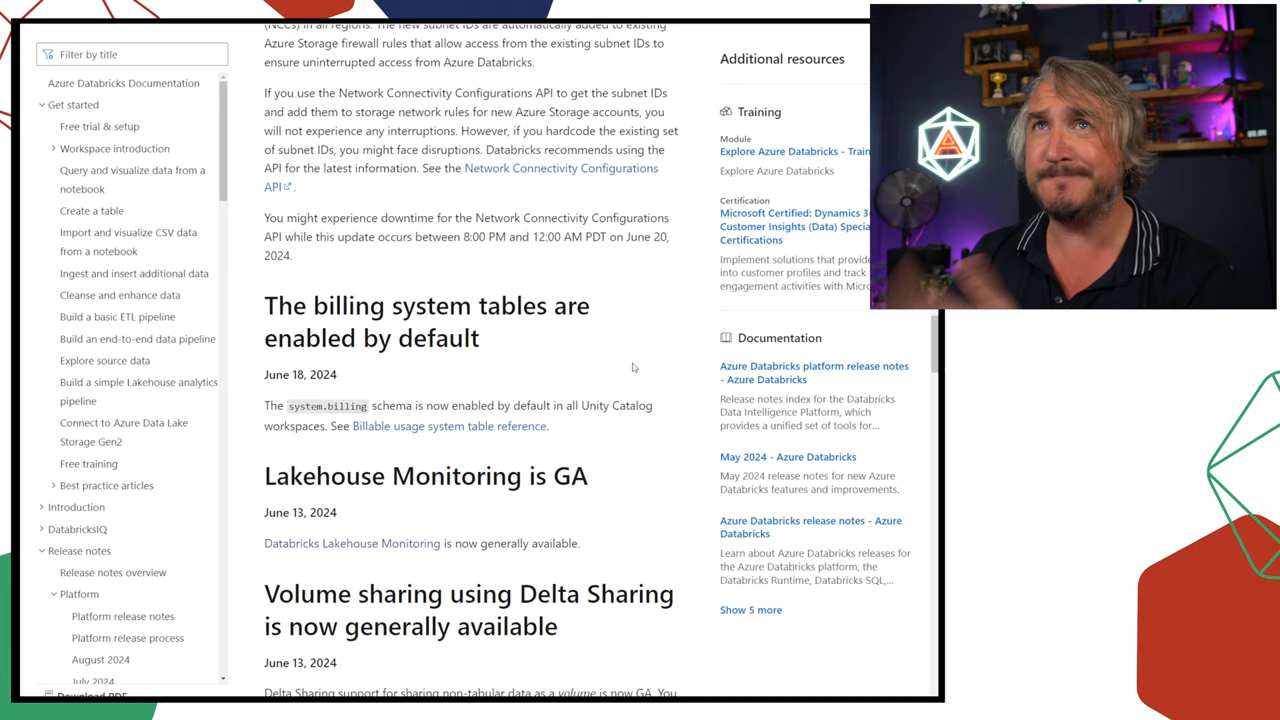 Filter by title
Azure Databricks Documentation
Get started
Free trial & setup
Workspace introduction
Query and visualize data from a
notebook
Create a table
Import and visualize CSV data
from a notebook
Ingest and insert additional data
Cleanse and enhance data
Build a basic ETL pipeline
Build an end-to-end data pipeline
Explore source data
Build a simple Lakehouse analytics
pipeline
Connect to Azure Data Lake
Storage Gen2
Free training
Best practice articles
Introduction
DatabricksIQ
Release notes
Release notes overview
Platform
Platform release notes
Platform release process
August 2024
July 2024
Download PDF
(NCCs) in all regions. The new subnet IDs are automatically added to existing
Azure Storage firewall rules that allow access from the existing subnet IDs to
ensure uninterrupted access from Azure Databricks.
If you use the Network Connectivity Configurations API to get the subnet IDs
and add them to storage network rules for new Azure Storage accounts, you
will not experience any interruptions. However, if you hardcode the existing set
of subnet IDs, you might face disruptions. Databricks recommends using the
API for the latest information. See the Network Connectivity Configurations
API.
You might experience downtime for the Network Connectivity Configurations
API while this update occurs between 8:00 PM and 12:00 AM PDT on June 20,
2024.
The billing system tables are
enabled by default
June 18, 2024
The system.billing schema is now enabled by default in all Unity Catalog
workspaces. See Billable usage system table reference.
Lakehouse Monitoring is GA
June 13, 2024
Databricks Lakehouse Monitoring is now generally available.
Volume sharing using Delta Sharing
is now generally available
June 13, 2024
Delta Sharing support for sharing non-tabular data as a volume is now GA. You
Additional resources
Training
Module
Explore Azure Databricks - Train
Explore Azure Databricks
Certification
Microsoft Certified: Dynamics 36
Customer Insights (Data) Specia
Certifications
Implement solutions that provide
into customer profiles and track
engagement activities with Micro
Documentation
Azure Databricks platform release notes
- Azure Databricks
Release notes index for the Databricks
Data Intelligence Platform, which
provides a unified set of tools for...
May 2024 - Azure Databricks
May 2024 release notes for new Azure
Databricks features and improvements.
Azure Databricks release notes - Azure
Databricks
Learn about Azure Databricks releases for
the Azure Databricks platform, the
Databricks Runtime, Databricks SQL,...
Show 5 more